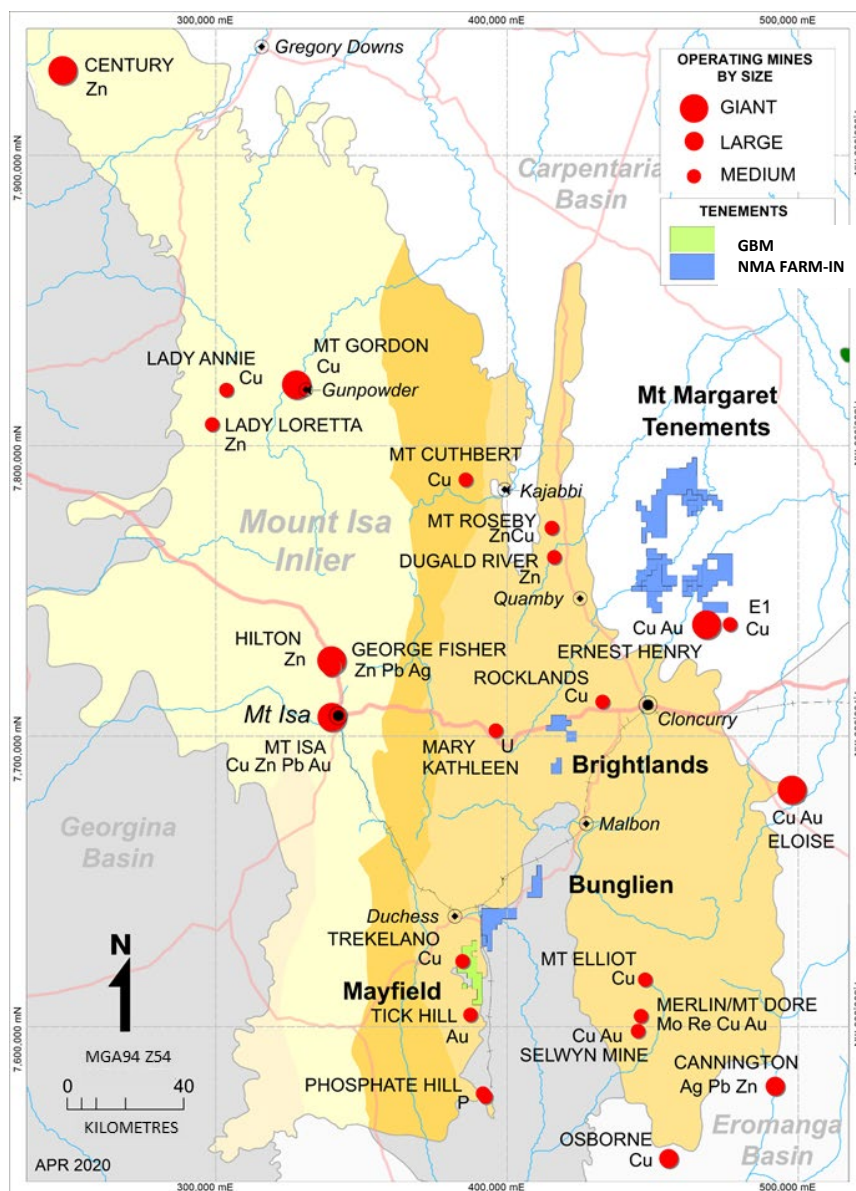 300,000 mE
400,000 mE
500,000 mE
Gregory Downs
CENTURY
Zn
OPERATING MINES
BY SIZE
GIANT
LARGE
MEDIUM
TENEMENTS
GBM
NMA FARM-IN
7,900,000 mN
Carpentaria
Basin
LADY ANNIE
Cu
MT GORDON
Cu
Gunpowder
LADY LORETTA
Zn
Mt Margaret
Tenements
7,800,000 mN
MT CUTHBERT
Cu
Kajabbi
Mount Isa
Inlier
MT ROSEBY
ZnCu
DUGALD RIVER
Zn
Quamby
E1
Cu
Cu Au
ERNEST HENRY
HILTON
Zn
GEORGE FISHER
Zn Pb Ag
ROCKLANDS
Cu
Cloncurry
Mt Isa
MT ISA
Cu Zn Pb Au
MARY
KATHLEEN
U
7,700,000 mN
Brightlands
Cu Au
ELOISE
Georgina
Basin
Malbon
Bunglien
Duchess
TREKELANO
Cu
N
Mayfield
MT ELLIOT
Cu
TICK HILL
Au
MERLIN/MT DORE
Mo Re Cu Au
Cu Au
SELWYN MINE
7,600,000 mN
MGA94 Z54
0 40
KILOMETRES
CANNINGTON
Ag Pb Zn
PHOSPHATE HILL
P
Eromanga
Basin
OSBORNE
Cu
APR 2020
300,000 mE
400,000 mE
500,000 mE